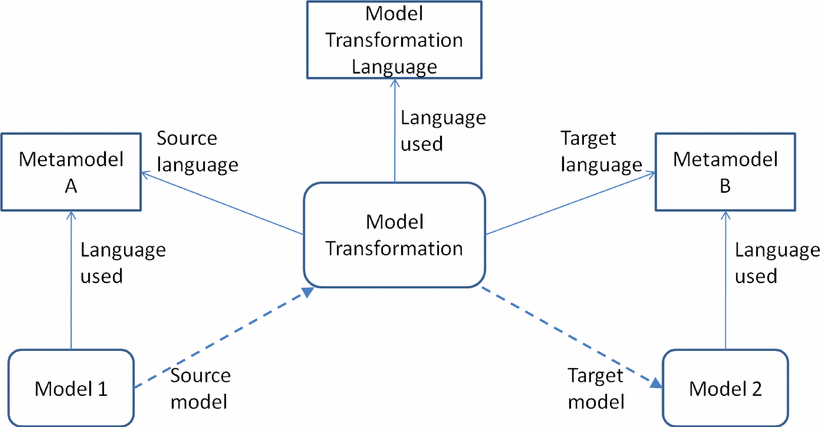 Model
Transformation
Language
Language
used
Source
language
Target
language
Metamodel
A
Metamodel
B
Model
Transformation
Language
used
Language
used
Source
model
Target
model
Model 1
Model 2